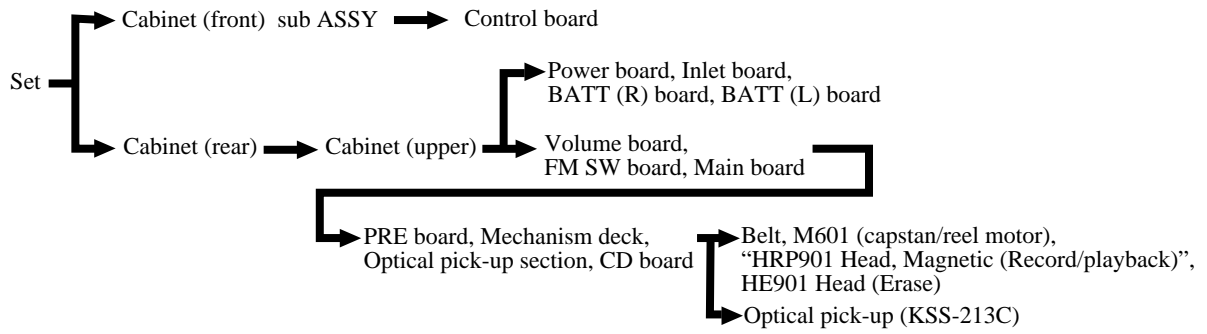 Cabinet (front) sub ASSY
Control board
Set
Power board, Inlet board,
BATT (R) board, BATT (L) board
Cabinet (rear)
Cabinet (upper)
Volume board,
FM SW board, Main board
PRE board, Mechanism deck,
Optical pick-up section, CD board
Belt, M601 (capstan/reel motor),
“HRP901 Head, Magnetic (Record/playback)”,
HE901 Head (Erase)
Optical pick-up (KSS-213C)